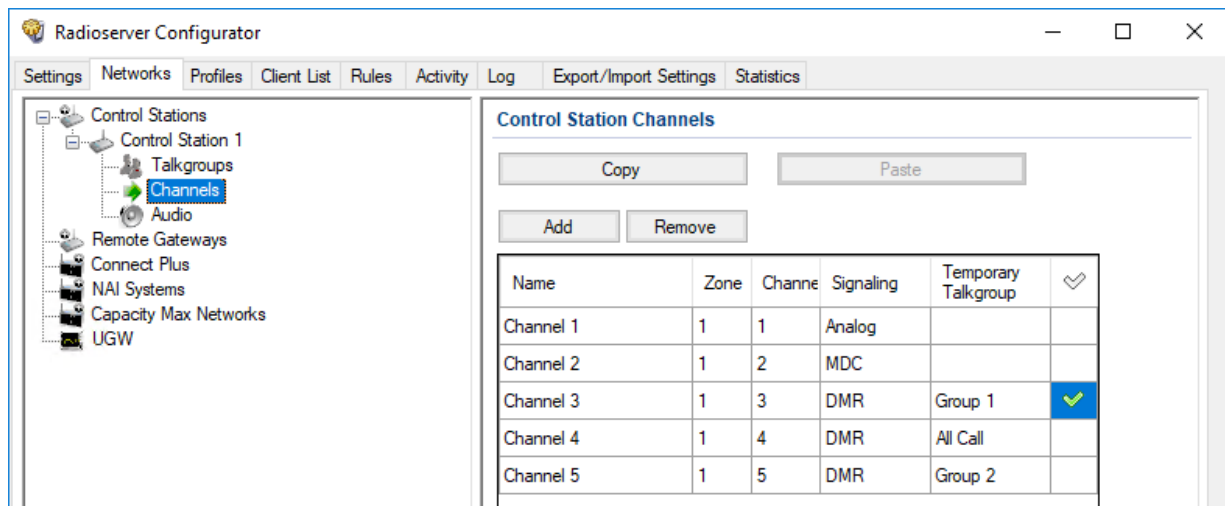 Radioserver Configurator
Settings Networks Profiles Client List Rules Activity Log Export/Import Settings Statistics
Control Stations
Control Station 1
Talkgroups
Channels
Audio
Remote Gateways
Connect Plus
NAI Systems
Capacity Max Networks
UGW
Control Station Channels
Copy Paste
Add Remove
Name Zone Channe Signaling Temporary Talkgroup
Channel 1 1 1 Analog
Channel 2 1 2 MDC
Channel 3 1 3 DMR Group 1
Channel 4 1 4 DMR All Call
Channel 5 1 5 DMR Group 2